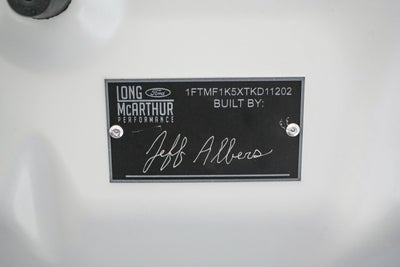 LONG Ford
McARTHUR
PERFORMANCE
1FTMF1K5XTKD11202
BUILT BY:
Jeff Albers